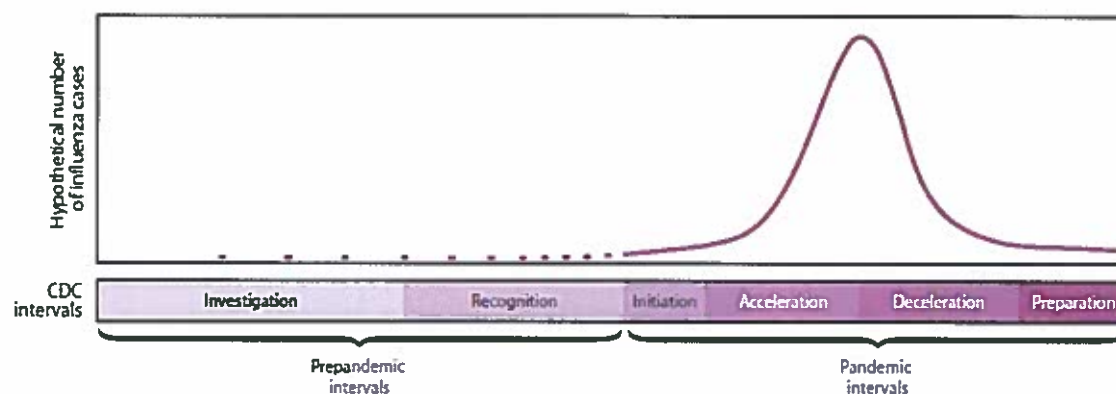 Hypothetical number
of influenza cases
CDC
intervals
Investigation
Recognition
Initiation
Acceleration
Deceleration
Preparation
Prepandemic
intervals
Pandemic
intervals